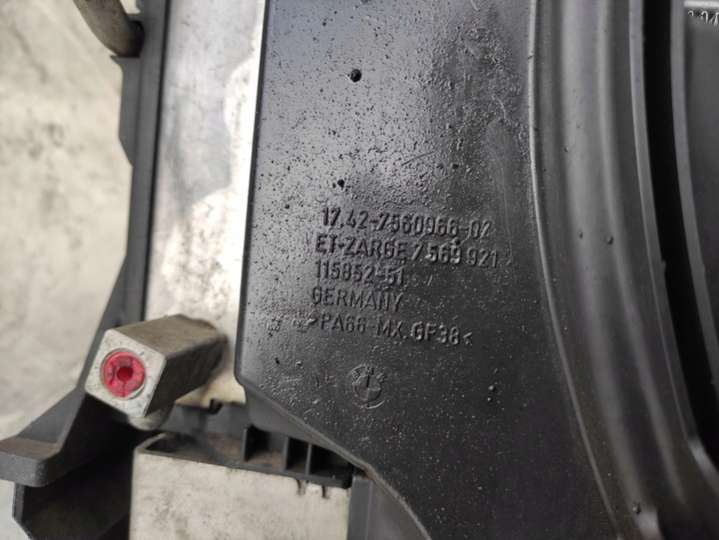 17.42-7560966-02
ET-ZARGE 7 569 921
115852-51
GERMANY
>PA66-MX.GF38<